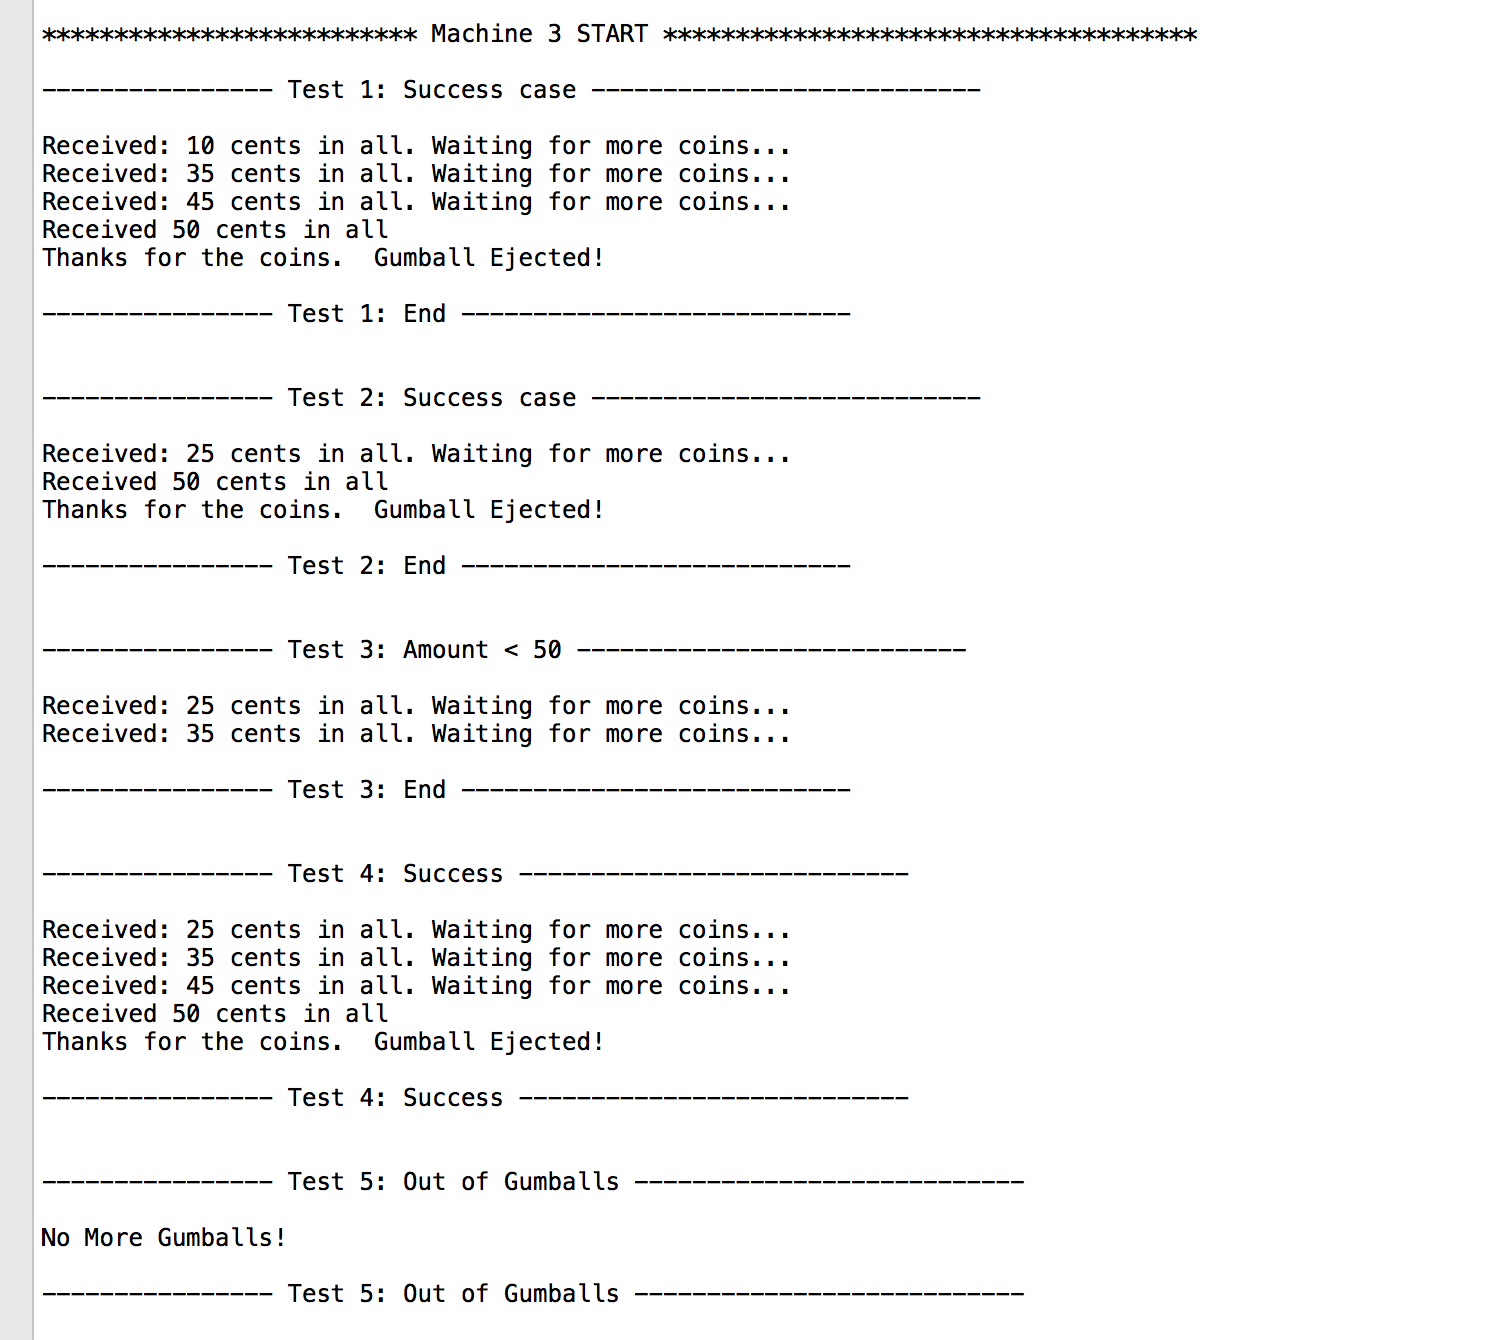 ************************** Machine 3 START *************************************
---------------- Test 1: Success case ---------------------------
Received: 10 cents in all. Waiting for more coins...
Received: 35 cents in all. Waiting for more coins...
Received: 45 cents in all. Waiting for more coins...
Received 50 cents in all
Thanks for the coins.  Gumball Ejected!
---------------- Test 1: End ---------------------------
---------------- Test 2: Success case ---------------------------
Received: 25 cents in all. Waiting for more coins...
Received 50 cents in all
Thanks for the coins.  Gumball Ejected!
---------------- Test 2: End ---------------------------
---------------- Test 3: Amount < 50 ---------------------------
Received: 25 cents in all. Waiting for more coins...
Received: 35 cents in all. Waiting for more coins...
---------------- Test 3: End ---------------------------
---------------- Test 4: Success ---------------------------
Received: 25 cents in all. Waiting for more coins...
Received: 35 cents in all. Waiting for more coins...
Received: 45 cents in all. Waiting for more coins...
Received 50 cents in all
Thanks for the coins.  Gumball Ejected!
---------------- Test 4: Success ---------------------------
---------------- Test 5: Out of Gumballs ---------------------------
No More Gumballs!
---------------- Test 5: Out of Gumballs ---------------------------